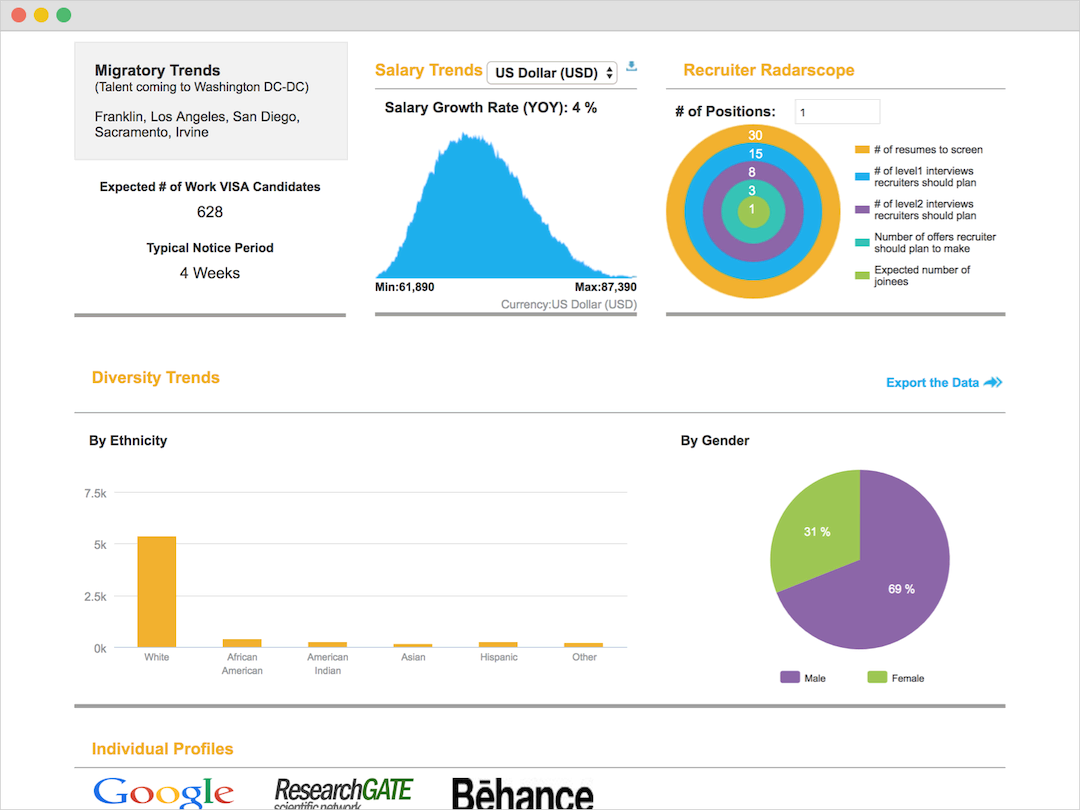 Migratory Trends
(Talent coming to Washington DC-DC)
Franklin, Los Angeles, San Diego,
Sacramento, Irvine
Expected # of Work VISA Candidates
628
Typical Notice Period
4 Weeks
Salary Trends
US Dollar (USD)
Salary Growth Rate (YOY): 4 %
Min:61,890
Max:87,390
Currency:US Dollar (USD)
Recruiter Radarscope
# of Positions:
1
30
15
8
3
1
# of resumes to screen
# of level1 interviews
recruiters should plan
# of level2 interviews
recruiters should plan
Number of offers recruiter
should plan to make
Expected number of
joinees
Diversity Trends
Export the Data
By Ethnicity
7.5k
5k
2.5k
0k
White
African
American
American
Indian
Asian
Hispanic
Other
By Gender
31 %
69 %
Male
Female
Individual Profiles
Google
ResearchGATE
scientific network
Bēhance